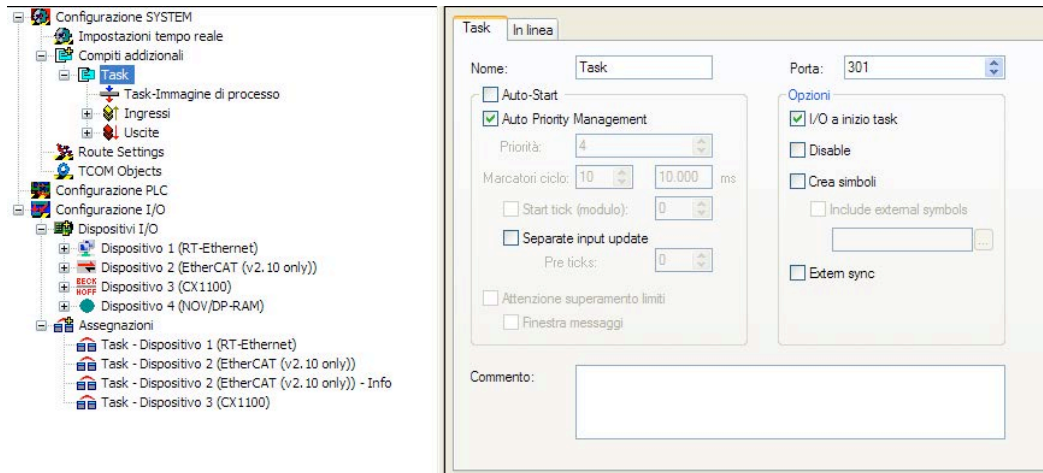 Configurazione SYSTEM
Impostazioni tempo reale
Compiti addizionali
Task
Task-Immagine di processo
Ingressi
Uscite
Route Settings
TCOM Objects
Configurazione PLC
Configurazione I/O
Dispositivi I/O
Dispositivo 1 (RT-Ethernet)
Dispositivo 2 (EtherCAT (v2.10 only))
BECK HOFF Dispositivo 3 (CX1100)
Dispositivo 4 (NOV/DP-RAM)
Assegnazioni
Task - Dispositivo 1 (RT-Ethernet)
Task - Dispositivo 2 (EtherCAT (v2.10 only))
Task - Dispositivo 2 (EtherCAT (v2.10 only)) - Info
Task - Dispositivo 3 (CX1100)
Task In linea
Nome: Task Porta: 301
Auto-Start
Auto Priority Management
Priorità: 4
Marcatori ciclo: 10 10.000 ms
Start tick (modulo): 0
Separate input update
Pre ticks: 0
Attenzione superamento limiti
Finestra messaggi
Opzioni
I/O a inizio task
Disable
Crea simboli
Include external symbols
...
Extern sync
Commento: